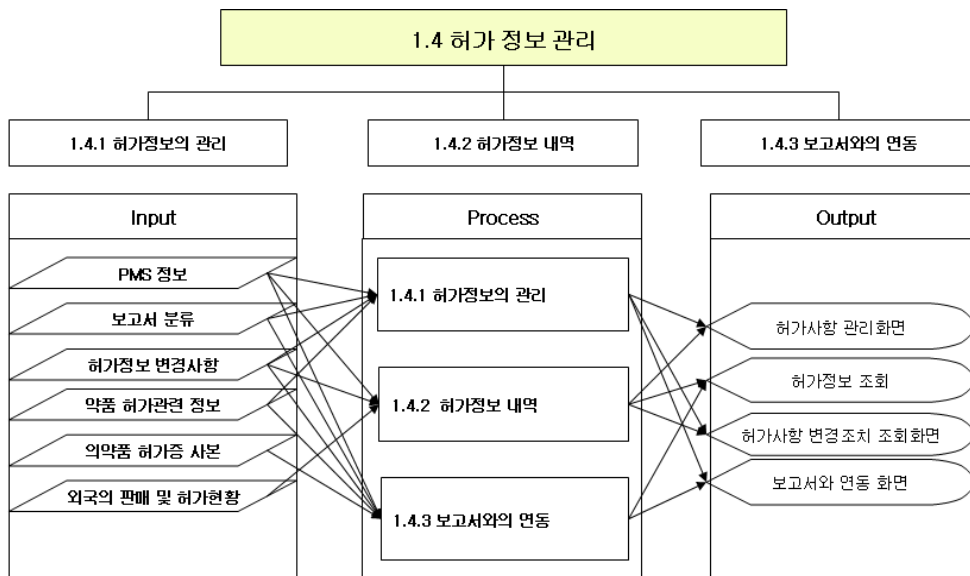 1.4 허가 정보 관리
1.4.1 허가정보의 관리
1.4.2 허가정보 내역
1.4.3 보고서와의 연동
Input
PMS 정보
보고서 분류
허가정보 변경사항
약품 허가관련 정보
의약품 허가증 사본
외국의 판매 및 허가현황
Process
1.4.1 허가정보의 관리
1.4.2 허가정보 내역
1.4.3 보고서와의 연동
Output
허가사항 관리화면
허가정보 조회
허가사항 변경조치 조회화면
보고서와 연동 화면